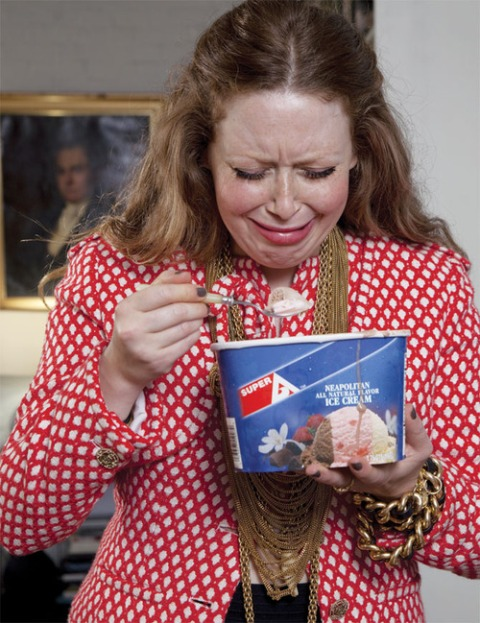 SUPER A
NEAPOLITAN
ALL NATURAL FLAVOR
ICE CREAM